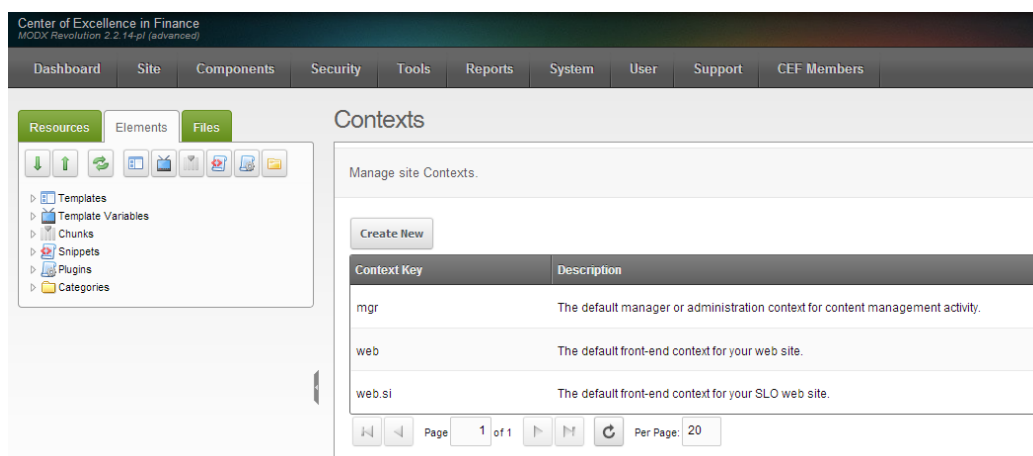 Center of Excellence in Finance
MODX Revolution 2.2.14-pl (advanced)
Dashboard Site Components Security Tools Reports System User Support CEF Members
Resources Elements Files
Templates
Template Variables
Chunks
Snippets
Plugins
Categories
Contexts
Manage site Contexts.
Create New
Context Key Description
mgr The default manager or administration context for content management activity.
web The default front-end context for your web site.
web.si The default front-end context for your SLO web site.
Page 1 of 1 Per Page: 20